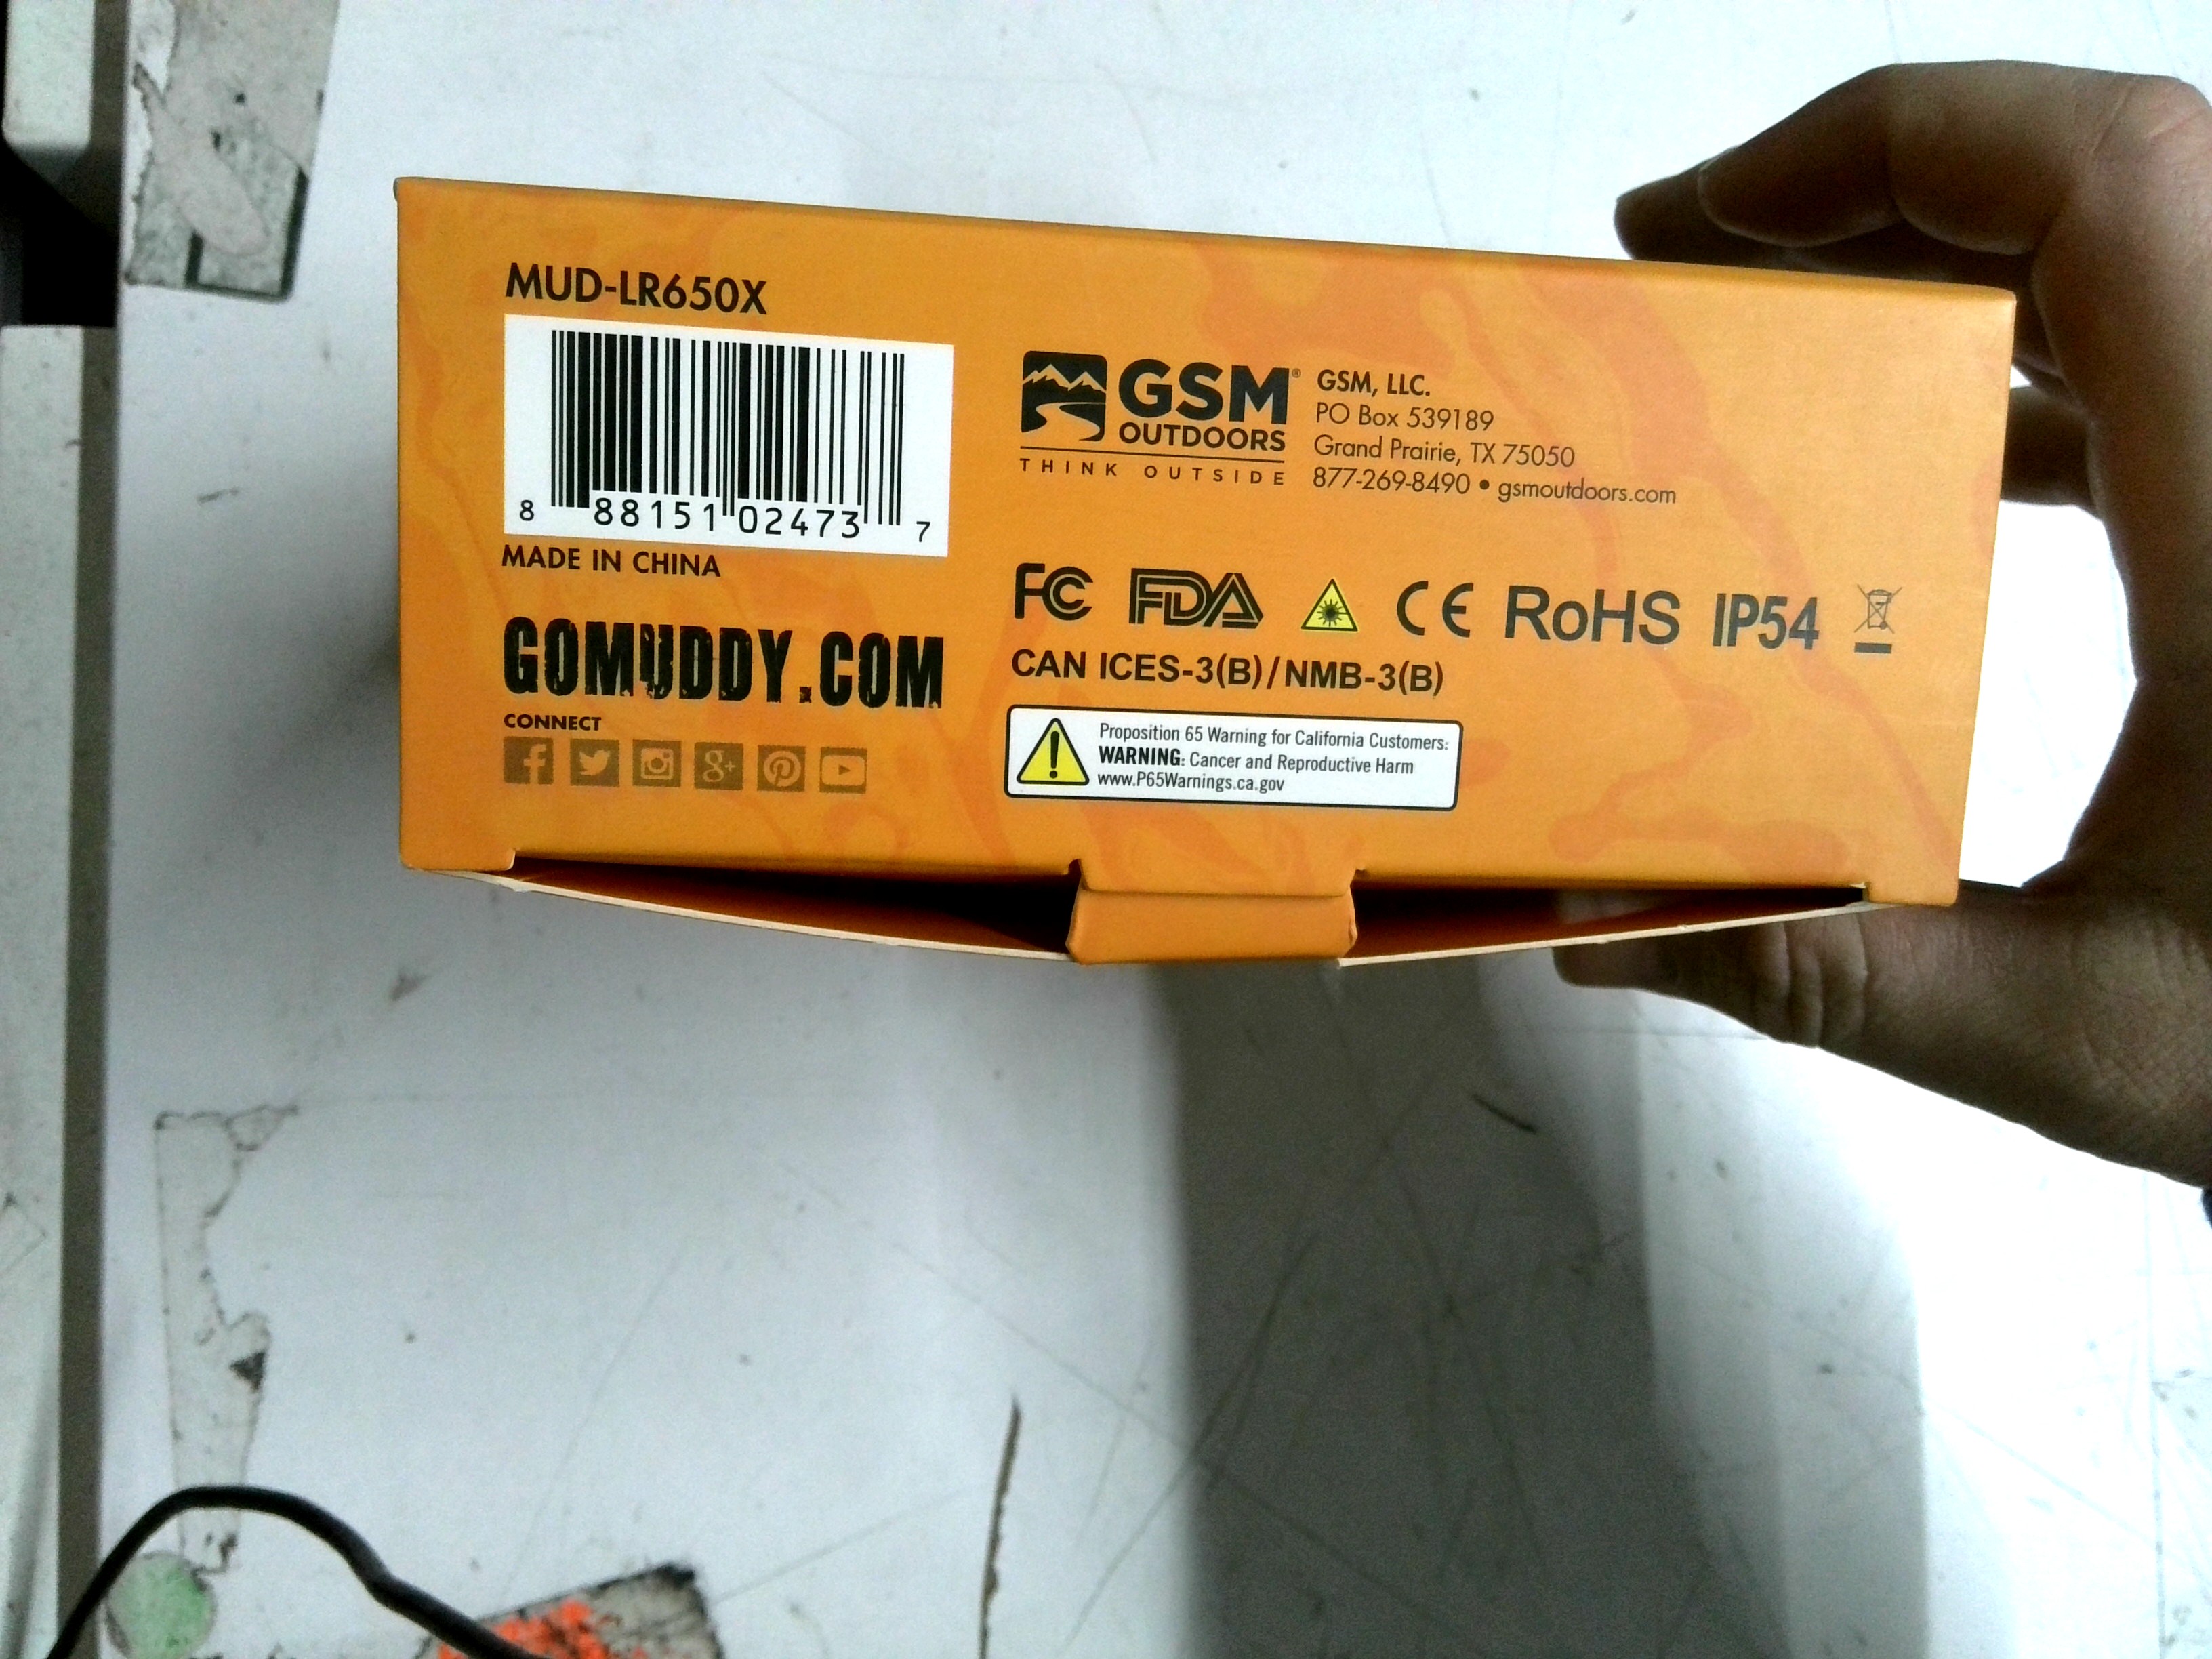 MUD-LR650X
8 88151 02473 7
MADE IN CHINA
GOMUDDY.COM
CONNECT
GSM®
OUTDOORS
THINK OUTSIDE
GSM, LLC.
PO Box 539189
Grand Prairie, TX 75050
877-269-8490 • gsmoutdoors.com
FC FDA CE RoHS IP54
CAN ICES-3(B)/NMB-3(B)
Proposition 65 Warning for California Customers:
WARNING: Cancer and Reproductive Harm
www.P65Warnings.ca.gov